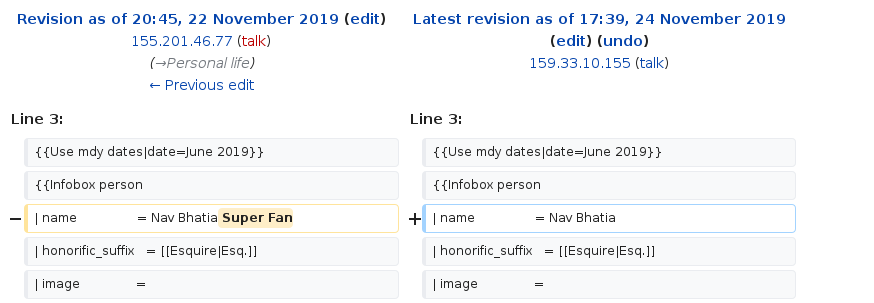 Revision as of 20:45, 22 November 2019 (edit)
155.201.46.77 (talk)
(→Personal life)
← Previous edit
Latest revision as of 17:39, 24 November 2019
(edit) (undo)
159.33.10.155 (talk)
Line 3: Line 3:
{{Use mdy dates|date=June 2019}} {{Use mdy dates|date=June 2019}}
{{Infobox person {{Infobox person
− | name = Nav Bhatia Super Fan + | name = Nav Bhatia
| honorific_suffix = [[Esquire|Esq.]] | honorific_suffix = [[Esquire|Esq.]]
| image = | image =